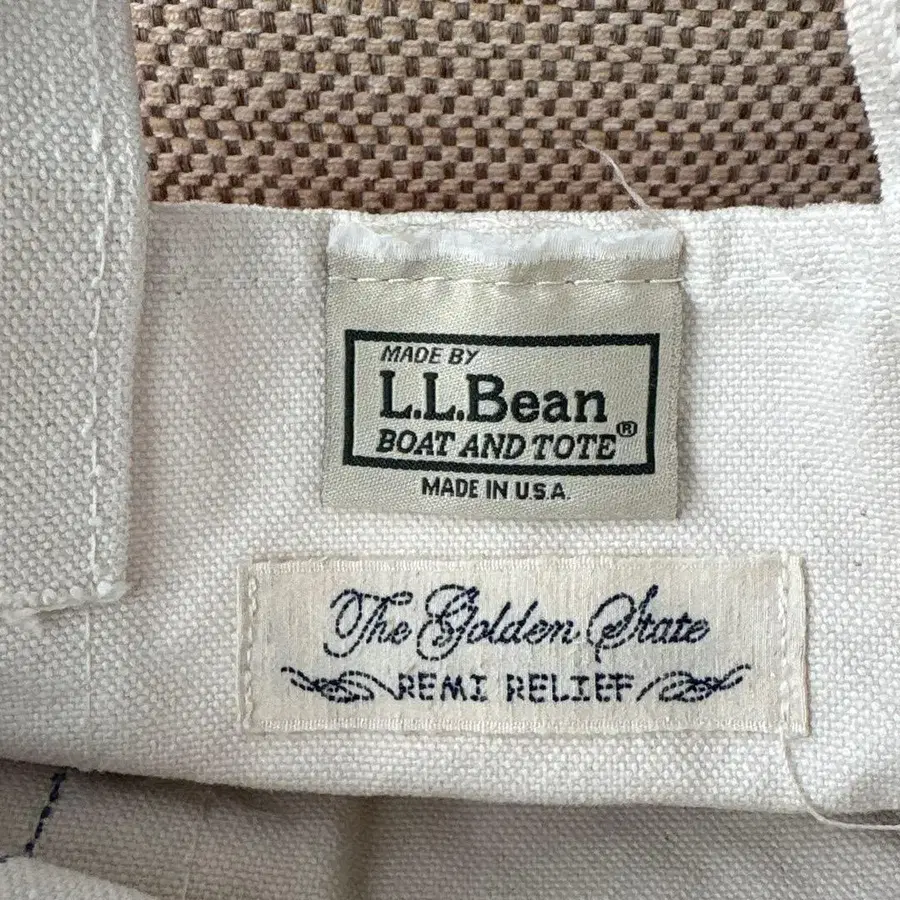 MADE BY
L.L.Bean
BOAT AND TOTE®
MADE IN U.S.A.
The Golden State
REMI RELIEF